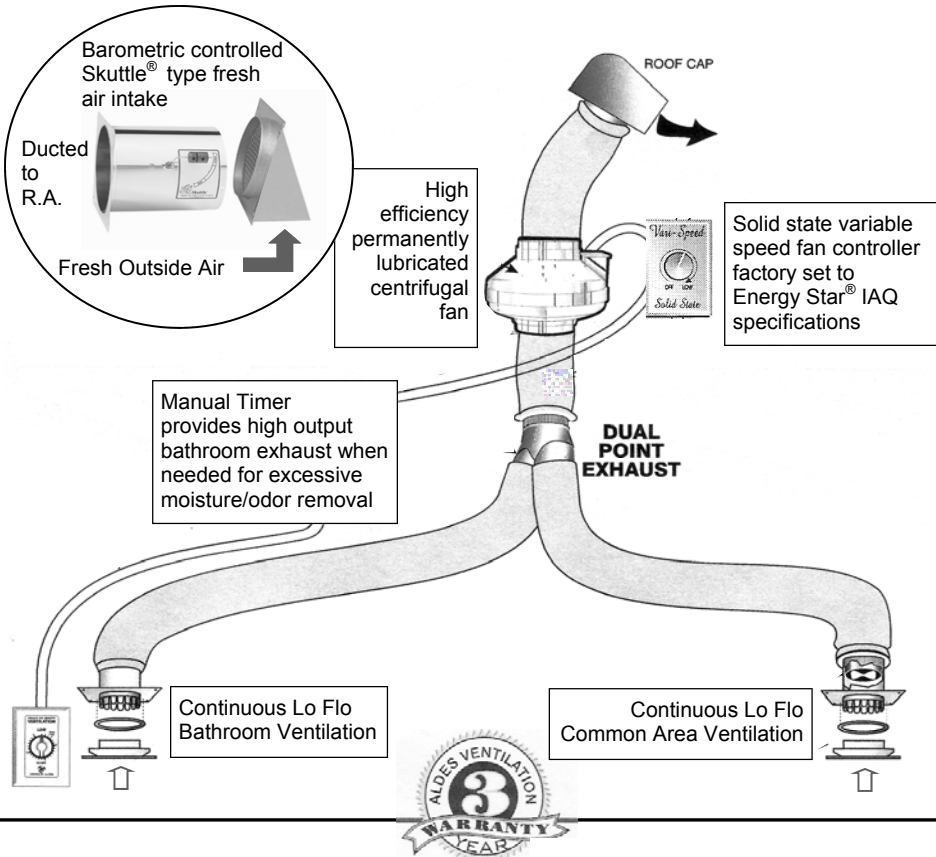 Barometric controlled
Skuttle® type fresh
air intake
Ducted
to
R.A.
Fresh Outside Air
ROOF CAP
High
efficiency
permanently
lubricated
centrifugal
fan
Vari-Speed
OFF LOW
Solid State
Solid state variable
speed fan controller
factory set to
Energy Star® IAQ
specifications
Manual Timer
provides high output
bathroom exhaust when
needed for excessive
moisture/odor removal
DUAL
POINT
EXHAUST
Continuous Lo Flo
Bathroom Ventilation
Continuous Lo Flo
Common Area Ventilation
VENTILATION
ALDES VENTILATION
3
WARRANTY
YEAR